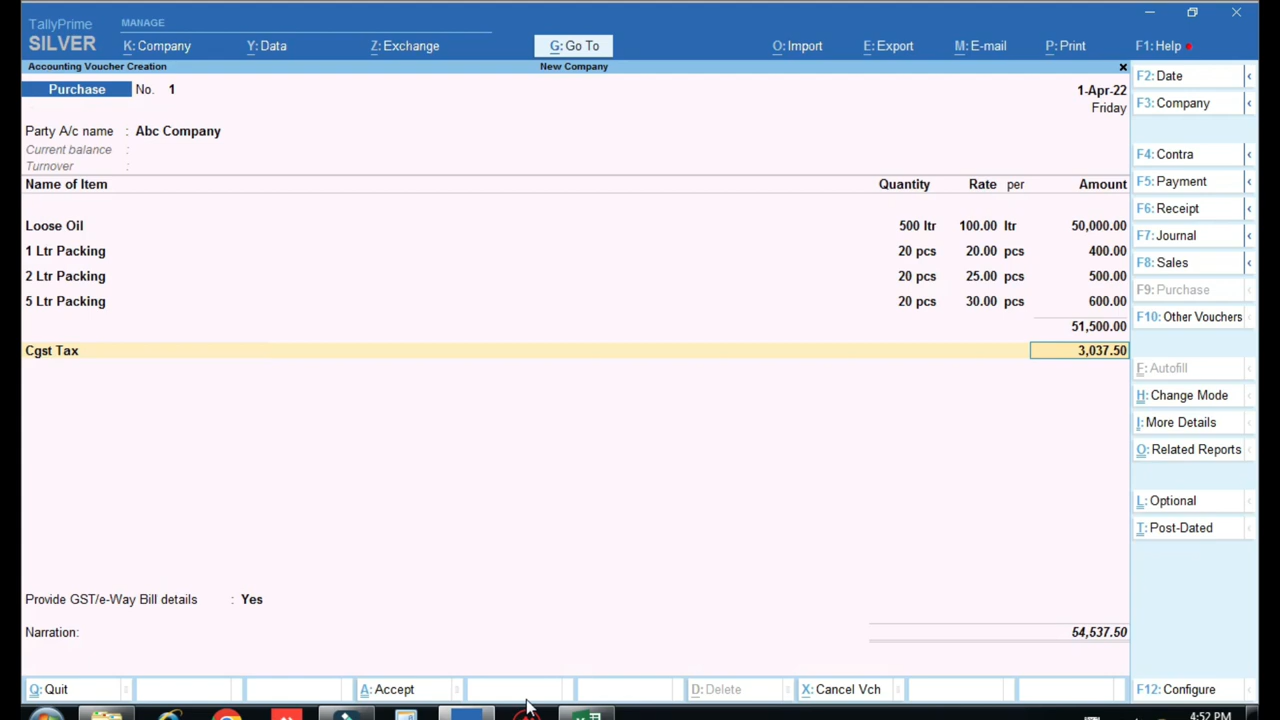 TallyPrime MANAGE
SILVER K: Company Y: Data Z: Exchange G: Go To O: Import E: Export M: E-mail P: Print F1: Help
Accounting Voucher Creation New Company
Purchase No. 1 1-Apr-22
Friday
Party A/c name : Abc Company
Current balance :
Turnover :
Name of Item Quantity Rate per Amount
Loose Oil 500 ltr 100.00 ltr 50,000.00
1 Ltr Packing 20 pcs 20.00 pcs 400.00
2 Ltr Packing 20 pcs 25.00 pcs 500.00
5 Ltr Packing 20 pcs 30.00 pcs 600.00
51,500.00
Cgst Tax 3,037.50
Provide GST/e-Way Bill details : Yes
Narration: 54,537.50
Q: Quit A: Accept D: Delete X: Cancel Vch F12: Configure
F2: Date
F3: Company
F4: Contra
F5: Payment
F6: Receipt
F7: Journal
F8: Sales
F9: Purchase
F10: Other Vouchers
F: Autofill
H: Change Mode
I: More Details
O: Related Reports
L: Optional
T: Post-Dated
4:52 PM